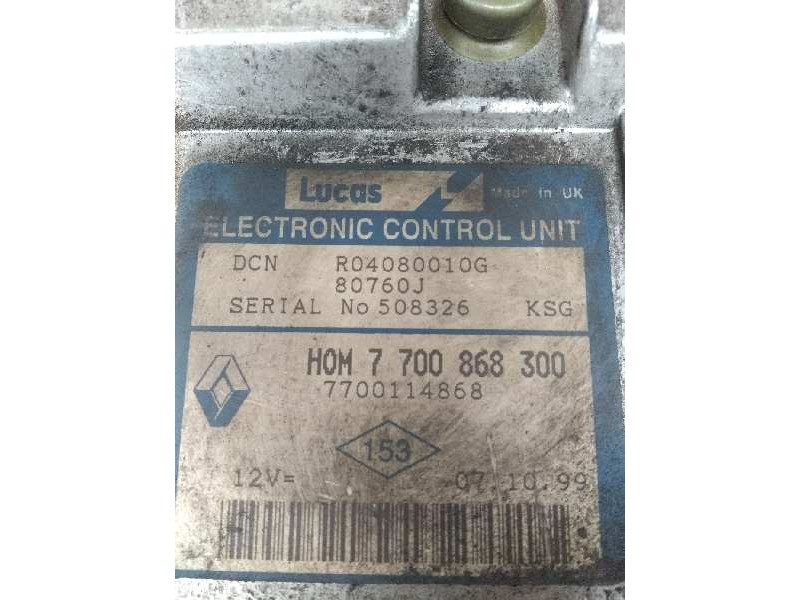 Lucas Made in UK
ELECTRONIC CONTROL UNIT
DCN R04080010G
80760J
SERIAL No 508326 KSG
HOM 7 700 868 300
7700114868
153
12V= 07.10.99